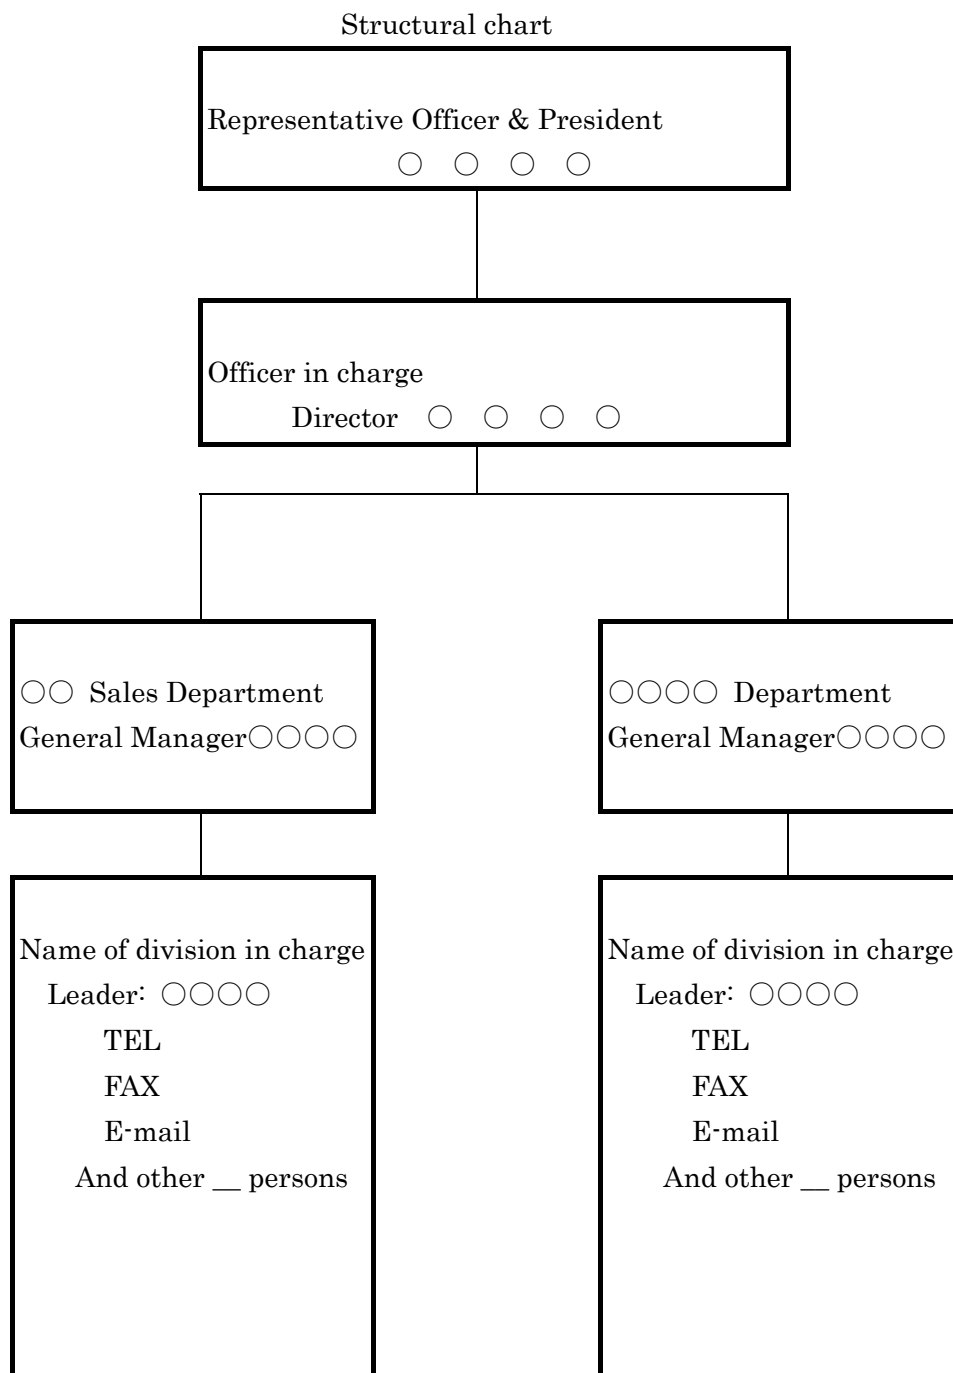 Structural chart
Representative Officer & President
○ ○ ○ ○
Officer in charge
Director ○ ○ ○ ○
○○ Sales Department
General Manager○○○○
○○○○ Department
General Manager○○○○
Name of division in charge
Leader: ○○○○
TEL
FAX
E-mail
And other __ persons
Name of division in charge
Leader: ○○○○
TEL
FAX
E-mail
And other __ persons